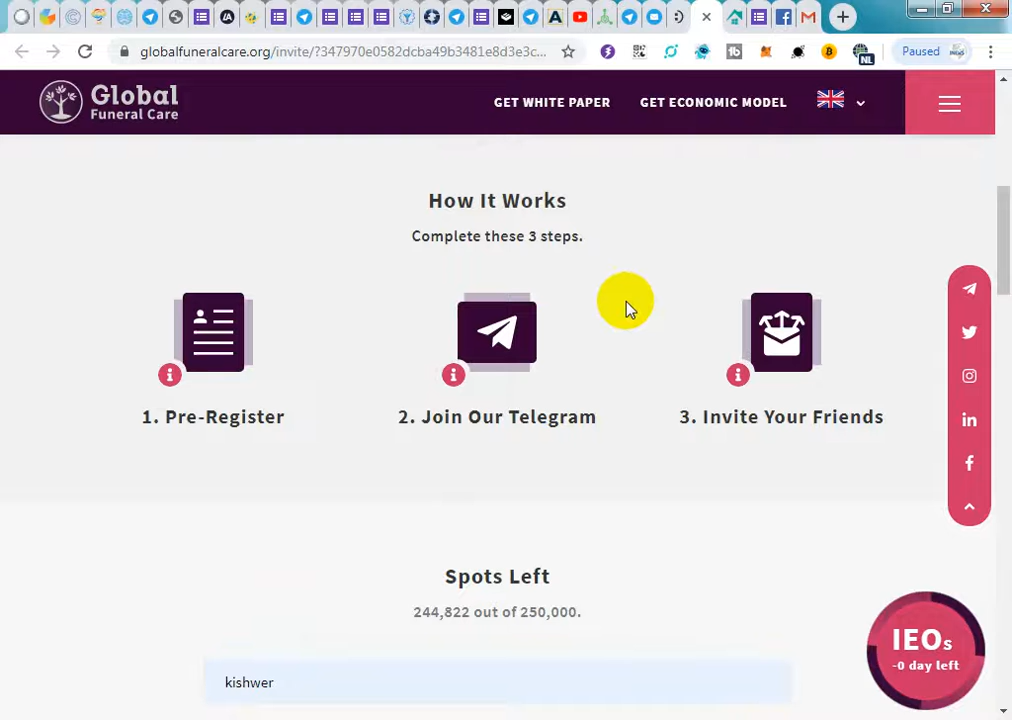 globalfuneralcare.org/invite/?347970e0582dcba49b3481e8d3e3c...
Paused
NL
Global
Funeral Care
GET WHITE PAPER
GET ECONOMIC MODEL
How It Works
Complete these 3 steps.
1. Pre-Register
2. Join Our Telegram
3. Invite Your Friends
Spots Left
244,822 out of 250,000.
kishwer
IEOs
-0 day left